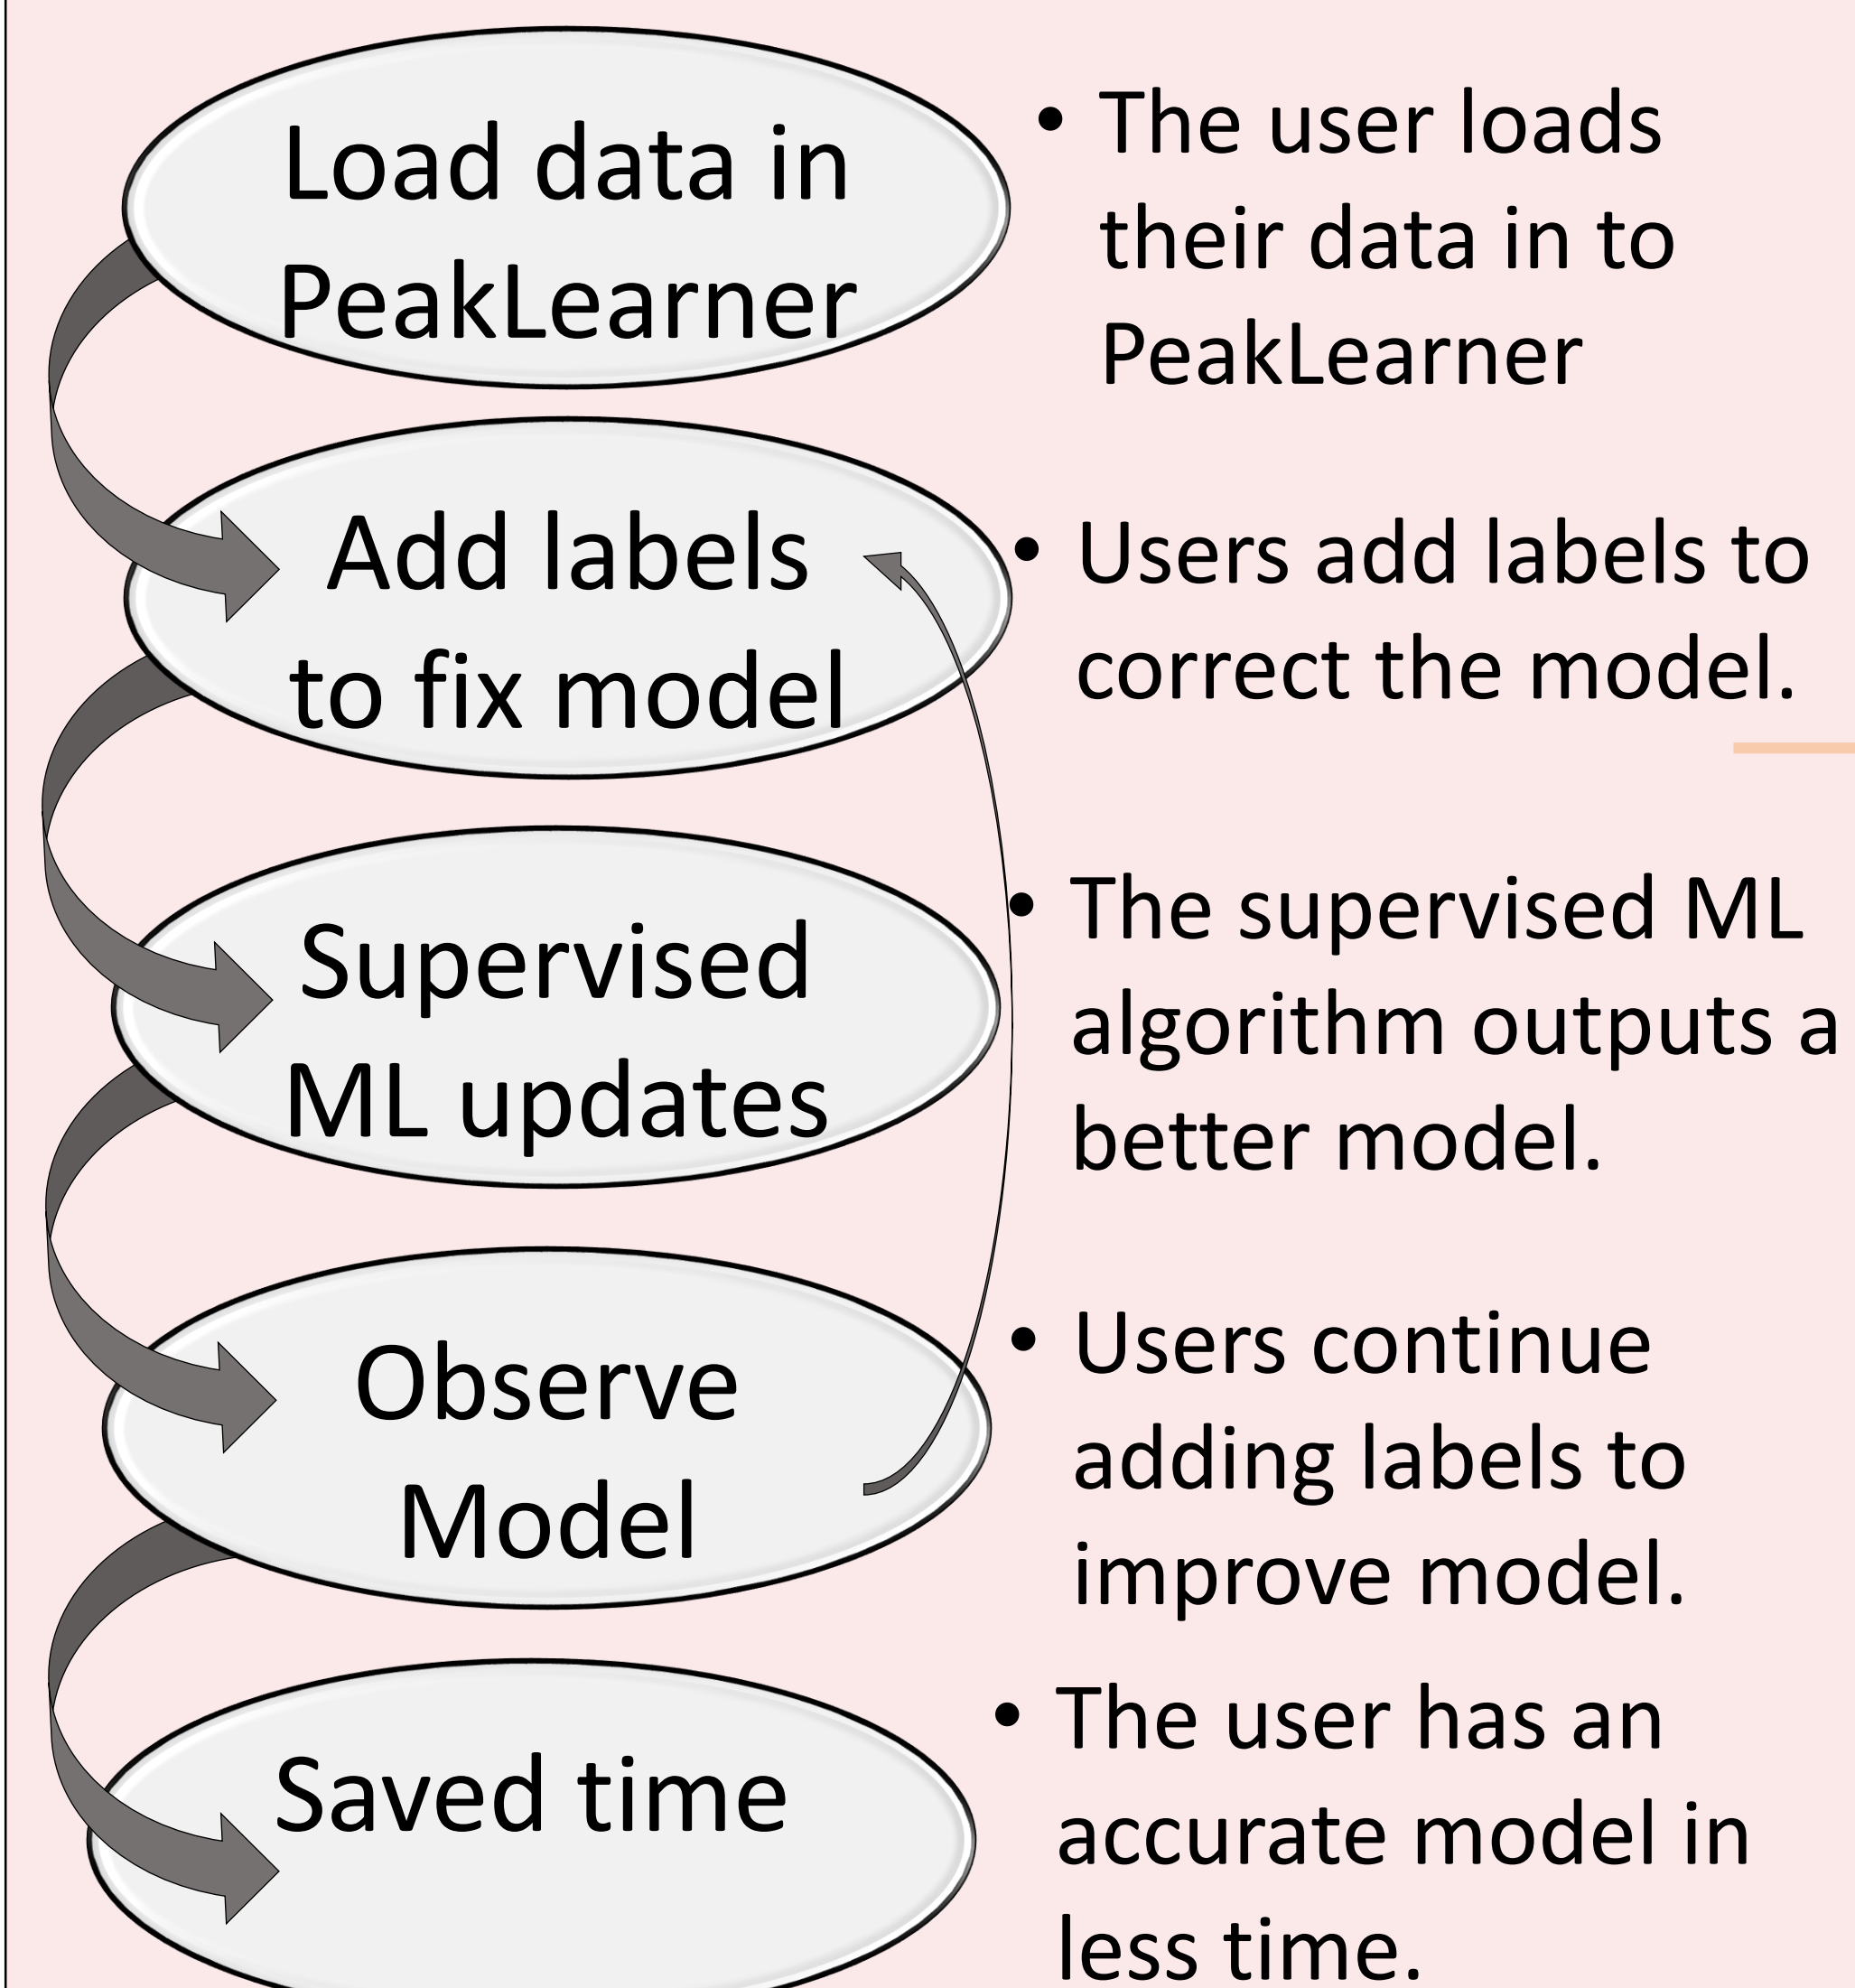 Load data in
PeakLearner
• The user loads
their data in to
PeakLearner
Add labels
to fix model
• Users add labels to
correct the model.
Supervised
ML updates
• The supervised ML
algorithm outputs a
better model.
Observe
Model
• Users continue
adding labels to
improve model.
Saved time
• The user has an
accurate model in
less time.